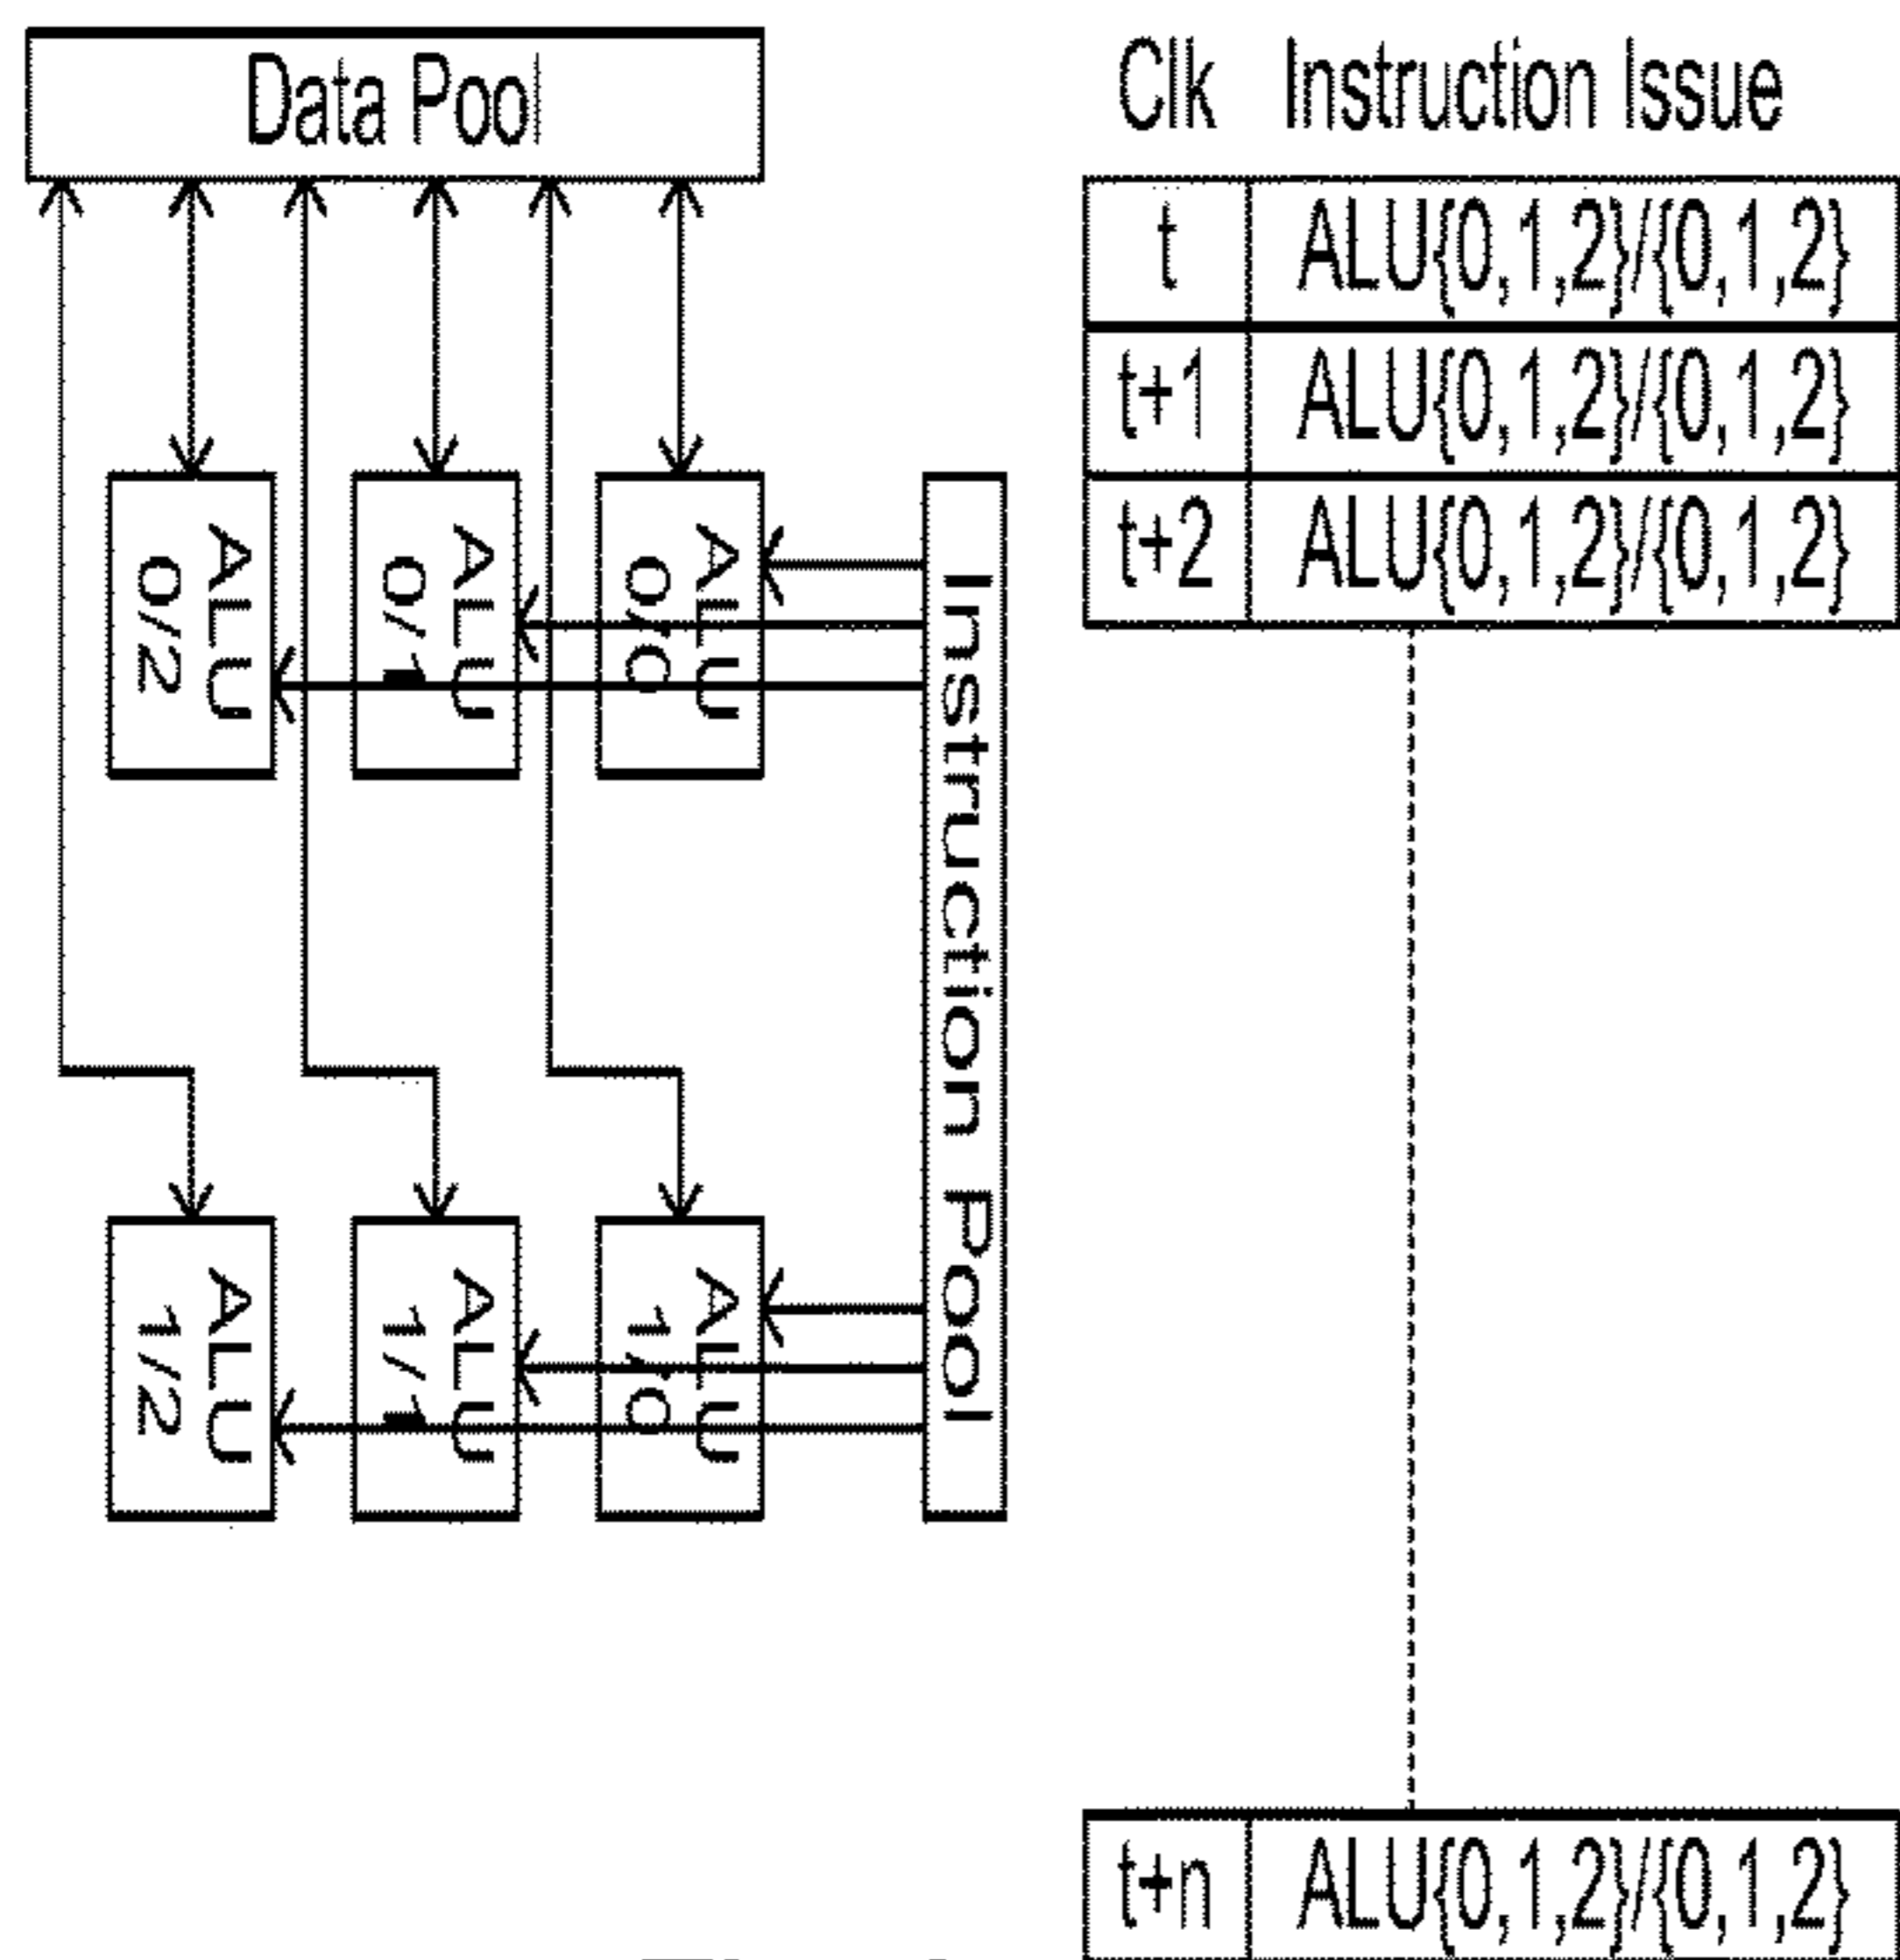 Data Pool
Clk Instruction Issue
t ALU{0,1,2}/{0,1,2}
t+1 ALU{0,1,2}/{0,1,2}
t+2 ALU{0,1,2}/{0,1,2}
ALU
0/2
ALU
0/1
ALU
0/0
Instruction Pool
ALU
1/2
ALU
1/1
ALU
1/0
t+n ALU{0,1,2}/{0,1,2}